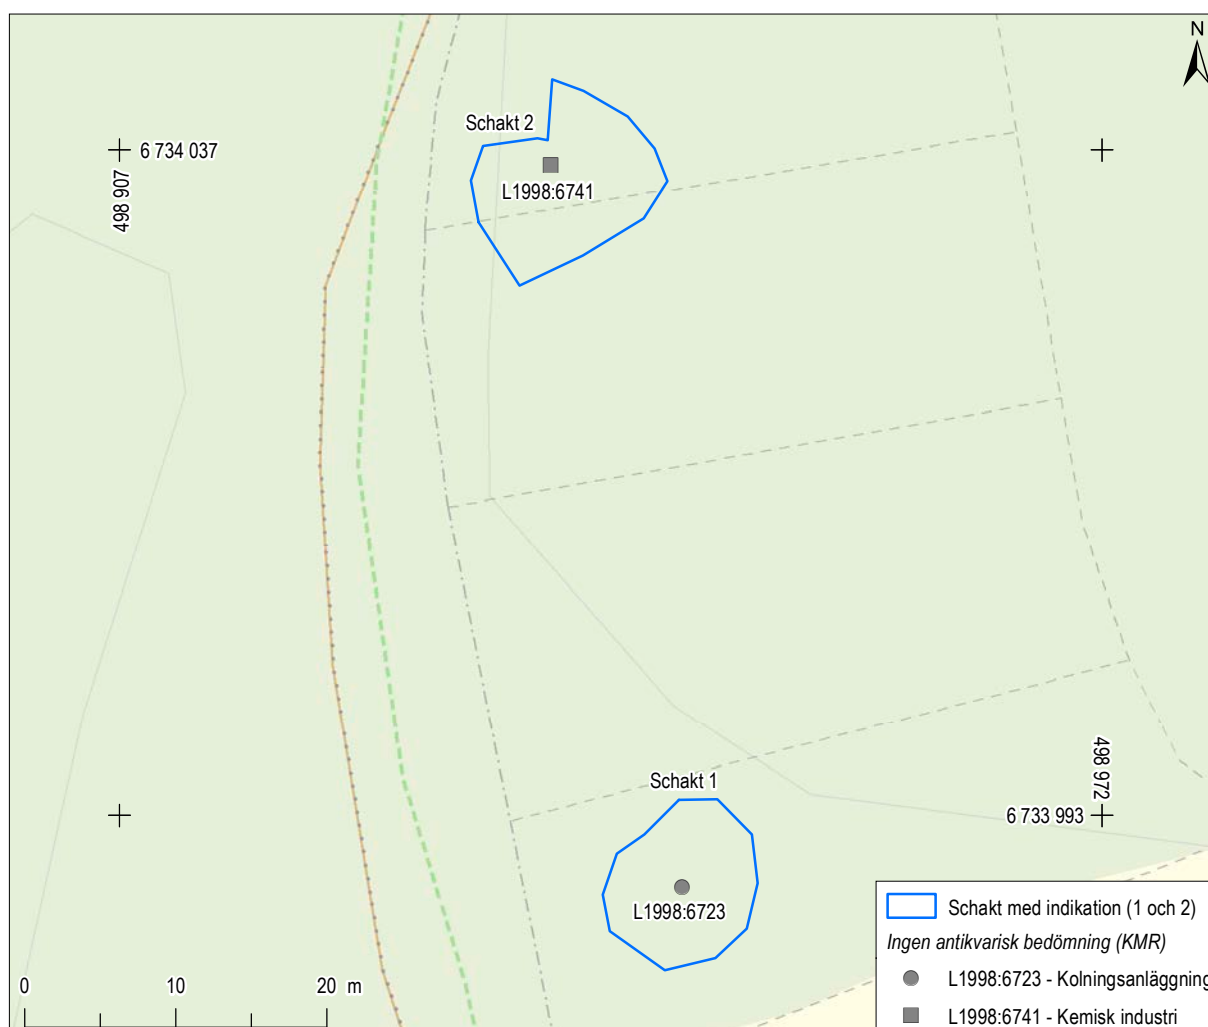 N
Schakt 2
6 734 037
498 907
L1998:6741
498 972
Schakt 1
6 733 993
L1998:6723
Schakt med indikation (1 och 2)
Ingen antikvarisk bedömning (KMR)
L1998:6723 - Kolningsanläggning
L1998:6741 - Kemisk industri
0 10 20 m